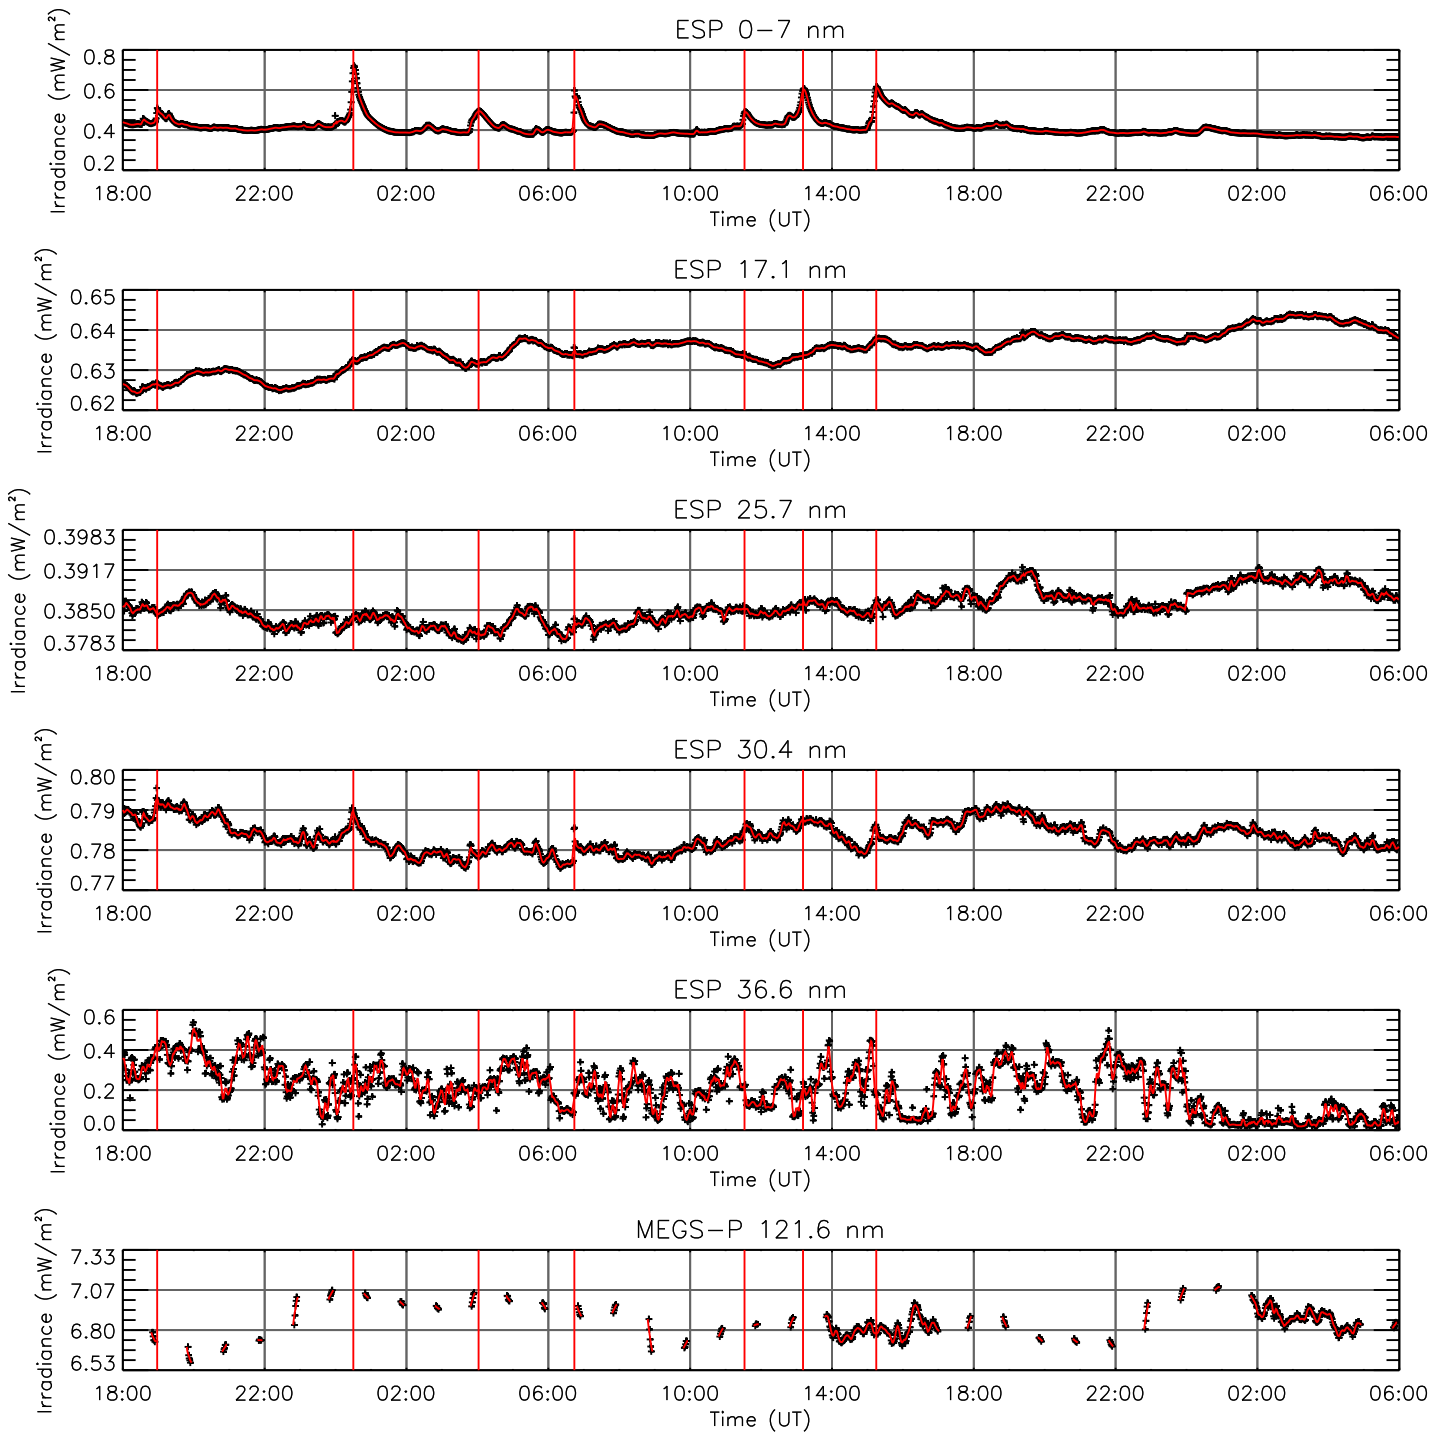 ESP 0-7 nm
Irradiance (mW/m²)
0.8
0.6
0.4
0.2
18:00 22:00 02:00 06:00 10:00 14:00 18:00 22:00 02:00 06:00
Time (UT)
ESP 17.1 nm
Irradiance (mW/m²)
0.65
0.64
0.63
0.62
18:00 22:00 02:00 06:00 10:00 14:00 18:00 22:00 02:00 06:00
Time (UT)
ESP 25.7 nm
Irradiance (mW/m²)
0.3983
0.3917
0.3850
0.3783
18:00 22:00 02:00 06:00 10:00 14:00 18:00 22:00 02:00 06:00
Time (UT)
ESP 30.4 nm
Irradiance (mW/m²)
0.80
0.79
0.78
0.77
18:00 22:00 02:00 06:00 10:00 14:00 18:00 22:00 02:00 06:00
Time (UT)
ESP 36.6 nm
Irradiance (mW/m²)
0.6
0.4
0.2
0.0
18:00 22:00 02:00 06:00 10:00 14:00 18:00 22:00 02:00 06:00
Time (UT)
MEGS-P 121.6 nm
Irradiance (mW/m²)
7.33
7.07
6.80
6.53
18:00 22:00 02:00 06:00 10:00 14:00 18:00 22:00 02:00 06:00
Time (UT)